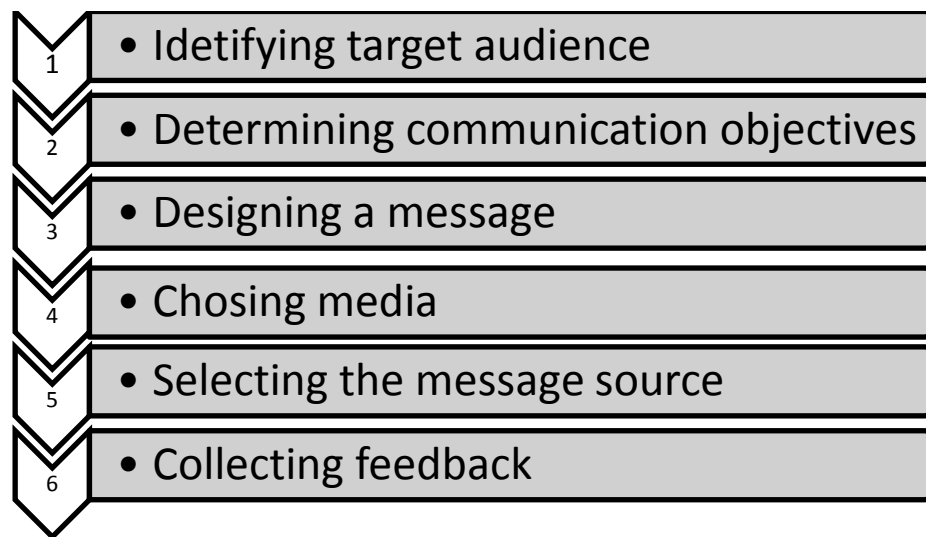 1 • Idetifying target audience
2 • Determining communication objectives
3 • Designing a message
4 • Chosing media
5 • Selecting the message source
6 • Collecting feedback